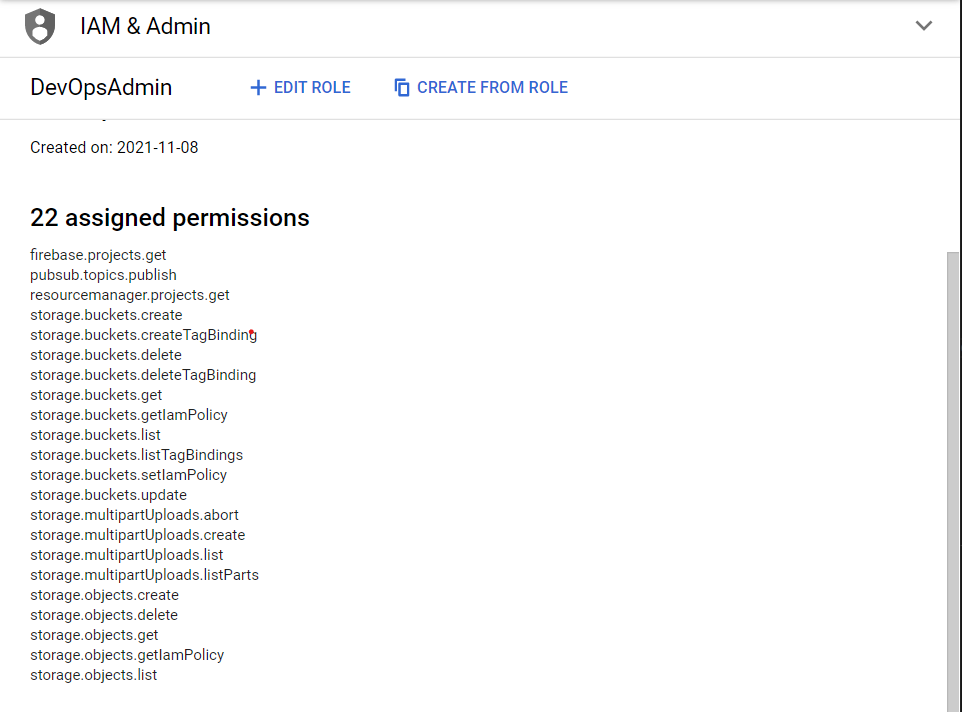 IAM & Admin
DevOpsAdmin
EDIT ROLE
CREATE FROM ROLE
Created on: 2021-11-08
22 assigned permissions
firebase.projects.get
pubsub.topics.publish
resourcemanager.projects.get
storage.buckets.create
storage.buckets.createTagBinding
storage.buckets.delete
storage.buckets.deleteTagBinding
storage.buckets.get
storage.buckets.getIamPolicy
storage.buckets.list
storage.buckets.listTagBindings
storage.buckets.setIamPolicy
storage.buckets.update
storage.multipartUploads.abort
storage.multipartUploads.create
storage.multipartUploads.list
storage.multipartUploads.listParts
storage.objects.create
storage.objects.delete
storage.objects.get
storage.objects.getIamPolicy
storage.objects.list